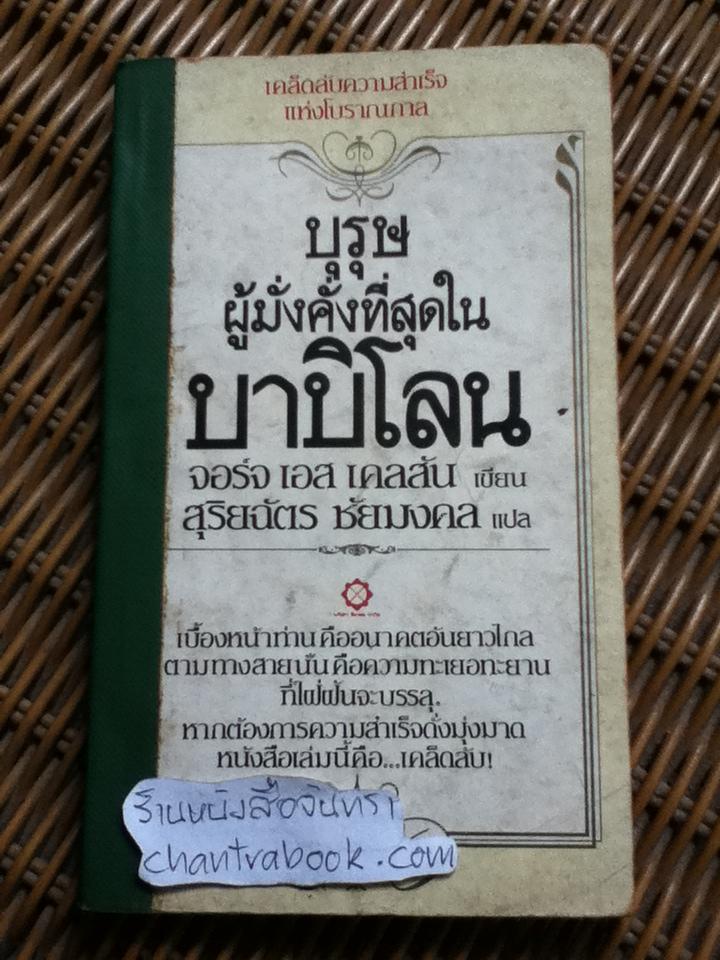 เคล็ดลับความสำเร็จ
แห่งโบราณกาล
บุรุษ
ผู้มั่งคั่งที่สุดใน
บาบิโลน
จอร์จ เอส เคลสัน เขียน
สุริยฉัตร ชัยมงคล แปล
เบื้องหน้าท่าน คืออนาคตอันยาวไกล
ตามทางสายนั้น คือความทะเยอทะยาน
ที่ใฝ่ฝันจะบรรลุ.
หากต้องการความสำเร็จดั่งมุ่งมาด
หนังสือเล่มนี้คือ...เคล็ดลับ!
ร้านหนังสือจันทรา
chantrabook.com